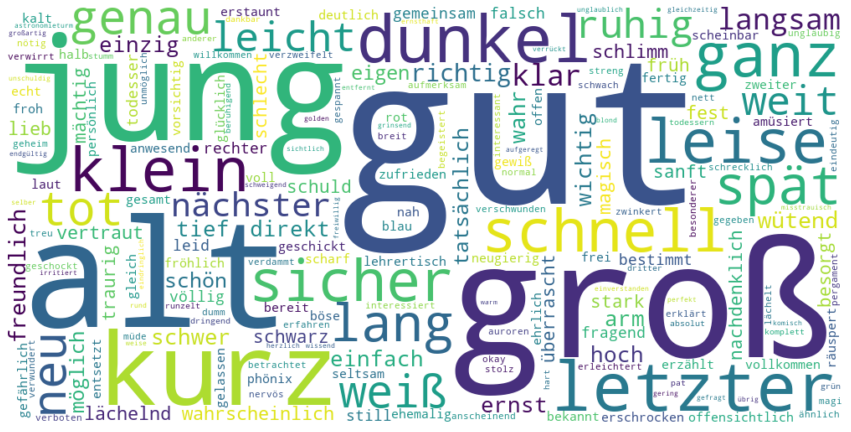 kalt
astronomieturm
großartig
nötig
verwirrt
genau
einzig
halb
stumm
erstaunt
dankbar
anderer
leicht
willkommen
verzweifelt
gemeinsam
deutlich
falsch
ernsthaft
verrückt
dunkel
unglaublich
gleichzeitig
ruhig
schlimm
langsam
scheinbar
unglaubig
jung
unschuldig
echt
froh
lieb
geheim
endgültig
mächtig
persönlich
todesser
unmöglich
vorsichtig
glücklich
beruhigend
schlecht
gespannt
entfernt
eigen
aufmerksam
richtig
klar
streng
schwach
früh
fertig
zweiter
ganz
weit
gut
rot
golden
grinsend
breit
sichtlich
begeistert
interessant
aufgeregt
wahr
offen
gewiß
normal
blond
nett
todessern
fest
amüsiert
schrecklich
eindeutig
leise
laut
selber
anwesend
rechter
voll
schweigend
klein
gesamt
schuld
zufrieden
nah
blau
freiwillig
tatsächlich
wichtig
magisch
verschwunden
zwinkert
sanft
besonderer
gegeben
misstrauisch
spät
tot
treu
vertraut
nächster
tief
direkt
leid
geschickt
verdammt
scharf
lehrertisch
neugierig
schnell
frei
bestimmt
dritter
wütend
freundlich
geschockt
irritiert
traurig
gleich
fröhlich
schön
völlig
rund
runzelt
dumm
dringend
alt
sicher
bereit
interessiert
böse
erfahren
herzlich
wissend
lang
warm
auroren
okay
stolz
überrascht
ehrlich
einverstanden
perfekt
stark
arm
fragend
erklärt
absolut
lächelt
komisch
komplett
nachdenklich
besorgt
räuspert
pergament
groß
neu
möglich
müde
weise
schwer
schwarz
gelassen
einfach
hart
erleichtert
hoch
erzählt
vollkommen
gefährlich
verwundert
entsetzt
betrachtet
phönix
nervös
seltsam
kurz
weiß
ernst
letzter
pat
gering
gefragt
übrig
grün
magi
verboten
lächelnd
wahrscheinlich
still
ehemalig
anscheinend
bekannt
erschrocken
offensichtlich
ähnlich